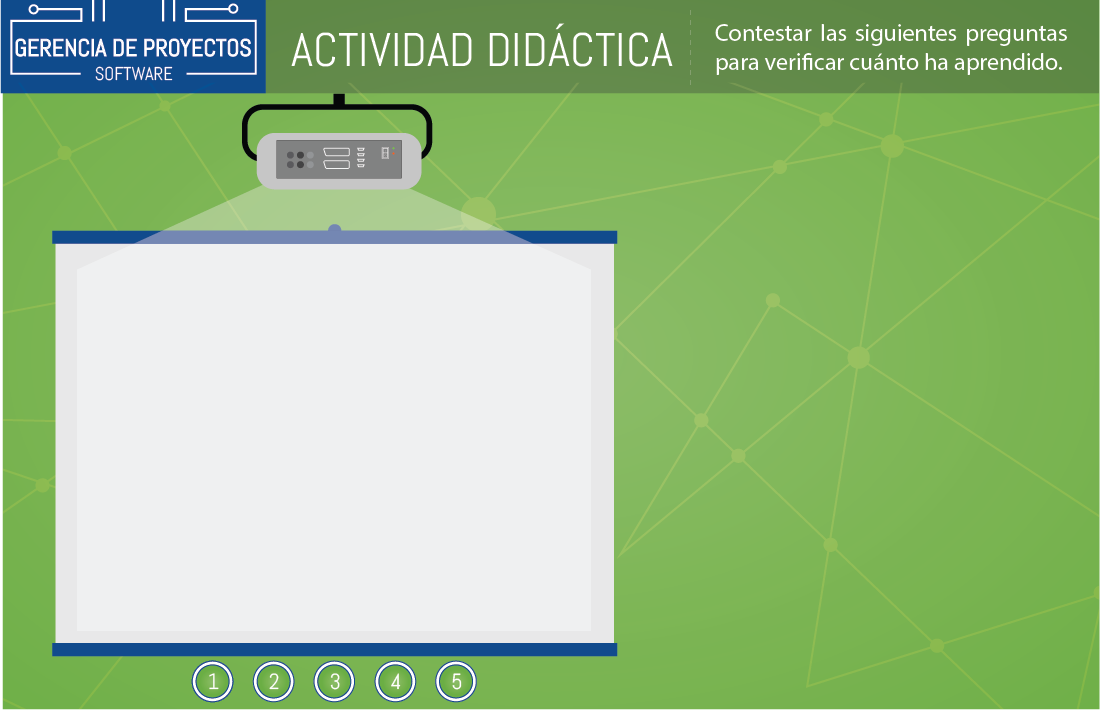 GERENCIA DE PROYECTOS
SOFTWARE
ACTIVIDAD DIDÁCTICA
Contestar las siguientes preguntas
para verificar cuánto ha aprendido.
1 2 3 4 5